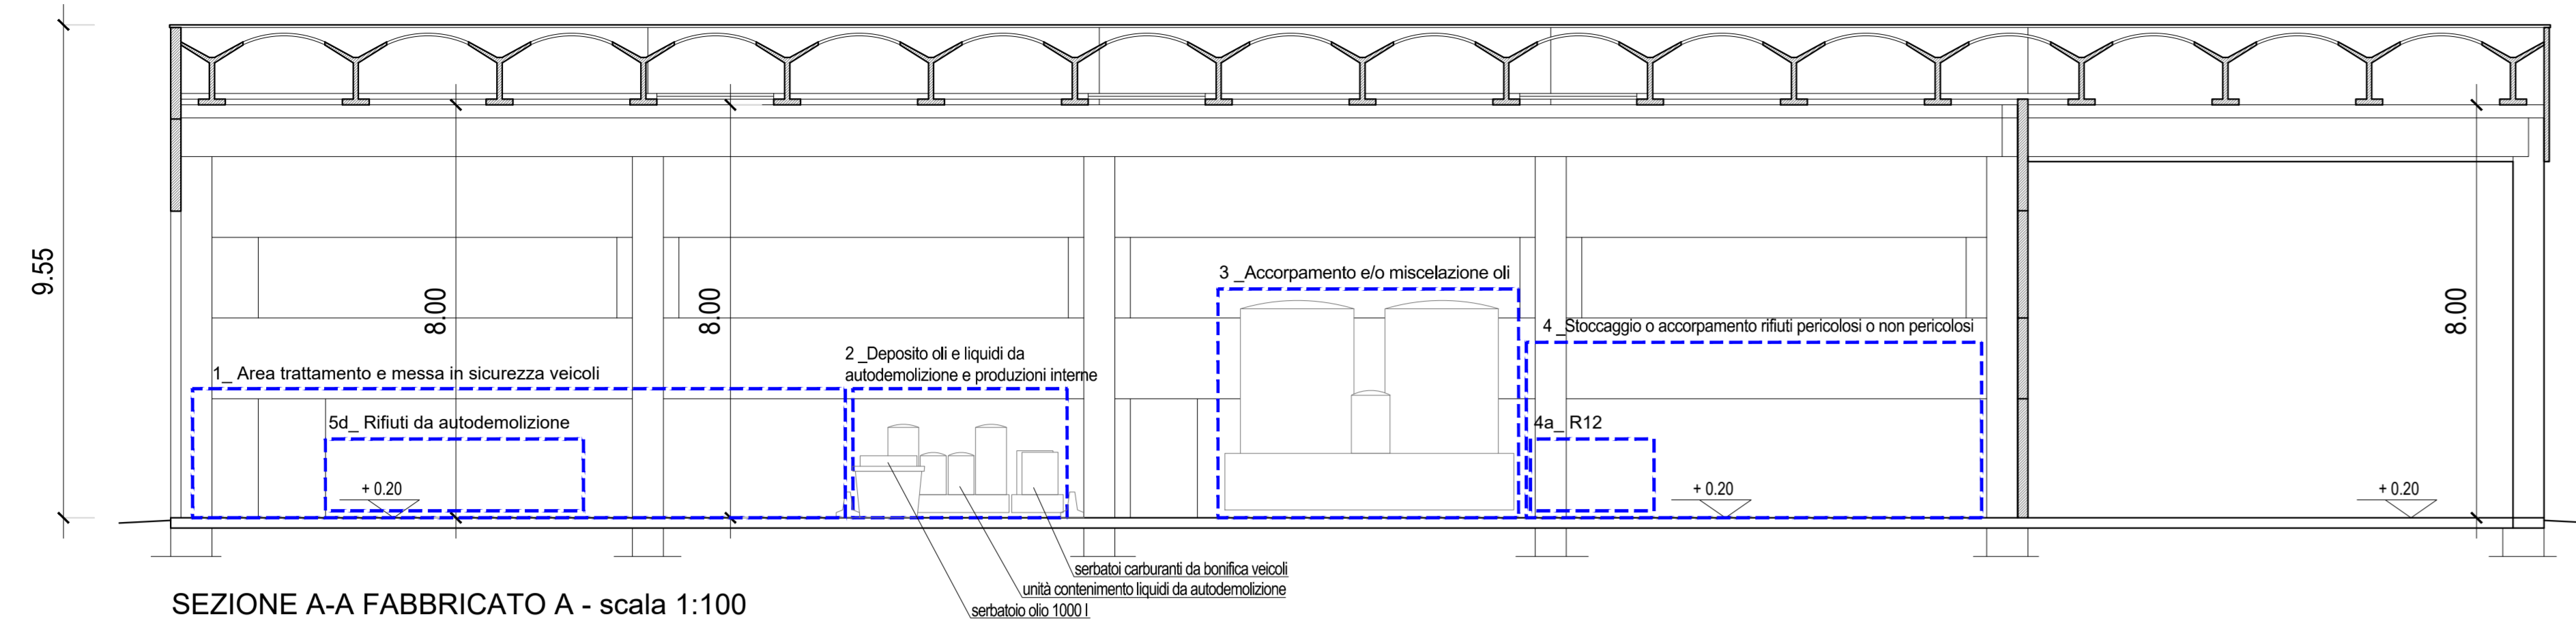 9.55
8.00
8.00
8.00
3 _Accorpamento e/o miscelazione oli
4 _Stoccaggio o accorpamento rifiuti pericolosi o non pericolosi
2 _Deposito oli e liquidi da
autodemolizione e produzioni interne
1_ Area trattamento e messa in sicurezza veicoli
5d_ Rifiuti da autodemolizione
4a_ R12
+ 0.20
+ 0.20
+ 0.20
serbatoi carburanti da bonifica veicoli
unità contenimento liquidi da autodemolizione
serbatoio olio 1000 l
SEZIONE A-A FABBRICATO A - scala 1:100